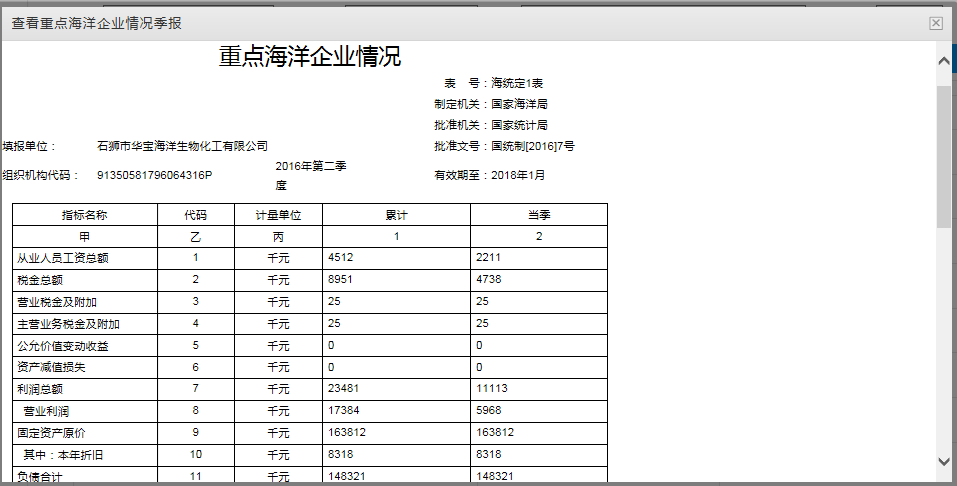 查看重点海洋企业情况季报
重点海洋企业情况
表 号：海统定1表
制定机关：国家海洋局
批准机关：国家统计局
填报单位： 石狮市华宝海洋生物化工有限公司 批准文号：国统制[2016]7号
组织机构代码： 91350581796064316P 2016年第二季度 有效期至：2018年1月
指标名称 代码 计量单位 累计 当季
甲 乙 丙 1 2
从业人员工资总额 1 千元 4512 2211
税金总额 2 千元 8951 4738
营业税金及附加 3 千元 25 25
主营业务税金及附加 4 千元 25 25
公允价值变动收益 5 千元 0 0
资产减值损失 6 千元 0 0
利润总额 7 千元 23481 11113
营业利润 8 千元 17384 5968
固定资产原价 9 千元 163812 163812
其中：本年折旧 10 千元 8318 8318
负债合计 11 千元 148321 148321